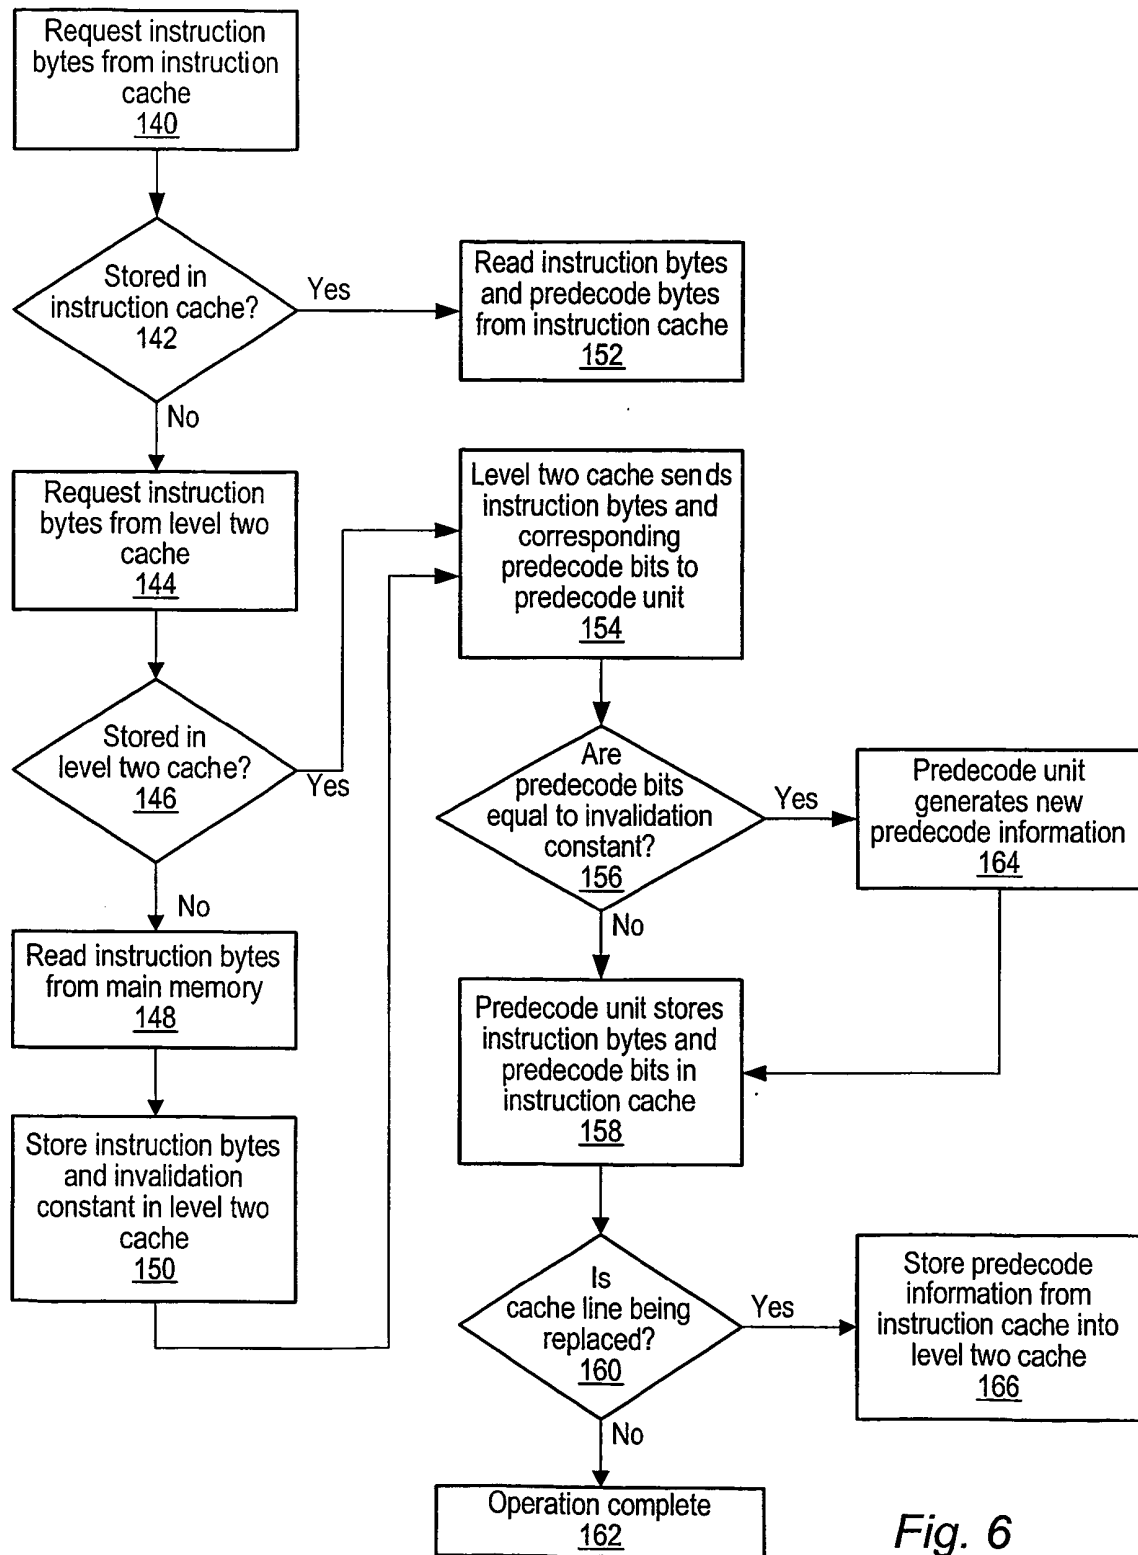 Request instruction
bytes from instruction
cache
140
Stored in
instruction cache?
142
Yes
Read instruction bytes
and predecode bytes
from instruction cache
152
No
Request instruction
bytes from level two
cache
144
Level two cache sends
instruction bytes and
corresponding
predecode bits to
predecode unit
154
Stored in
level two cache?
146
Yes
Are
predecode bits
equal to invalidation
constant?
156
Yes
Predecode unit
generates new
predecode information
164
No
No
Read instruction bytes
from main memory
148
Predecode unit stores
instruction bytes and
predecode bits in
instruction cache
158
Store instruction bytes
and invalidation
constant in level two
cache
150
Is
cache line being
replaced?
160
Yes
Store predecode
information from
instruction cache into
level two cache
166
No
Operation complete
162
Fig. 6